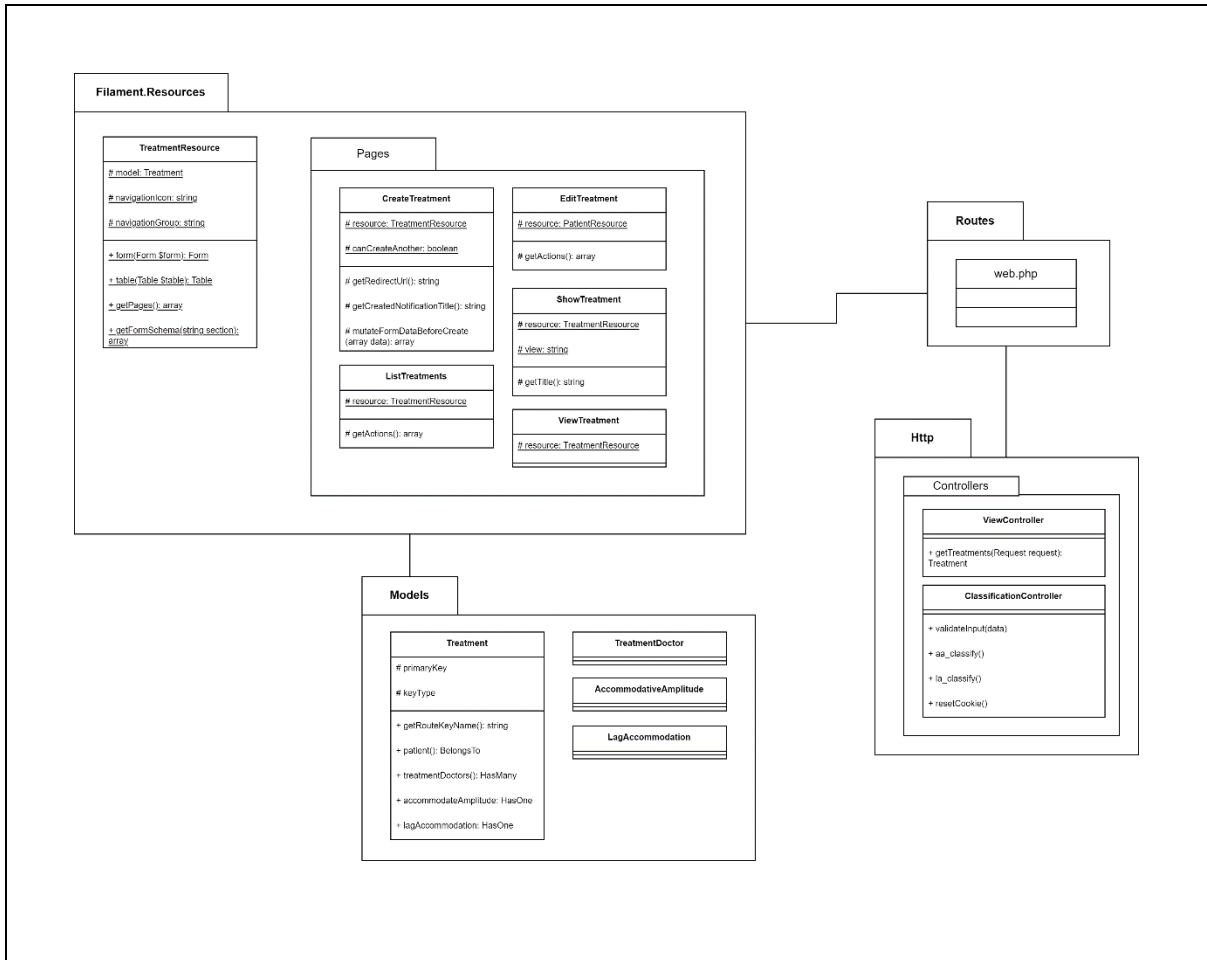 Filament.Resources
TreatmentResource
# model: Treatment
# navigationIcon: string
# navigationGroup: string
+ form(Form $form): Form
+ table(Table $table): Table
+ getPages(): array
+ getFormSchema(string section):
array
Pages
CreateTreatment
# resource: TreatmentResource
# canCreateAnother: boolean
# getRedirectUrl(): string
# getCreatedNotificationTitle(): string
# mutateFormDataBeforeCreate
(array data): array
ListTreatments
# resource: TreatmentResource
# getActions(): array
EditTreatment
# resource: PatientResource
# getActions(): array
ShowTreatment
# resource: TreatmentResource
# view: string
# getTitle(): string
ViewTreatment
# resource: TreatmentResource
Routes
web.php
Http
Controllers
ViewController
+ getTreatments(Request request):
Treatment
ClassificationController
+ validateInput(data)
+ aa_classify()
+ la_classify()
+ resetCookie()
Models
Treatment
# primaryKey
# keyType
+ getRouteKeyName(): string
+ patient(): BelongsTo
+ treatmentDoctors(): HasMany
+ accommodateAmplitude: HasOne
+ lagAccommodation: HasOne
TreatmentDoctor
AccommodativeAmplitude
LagAccommodation